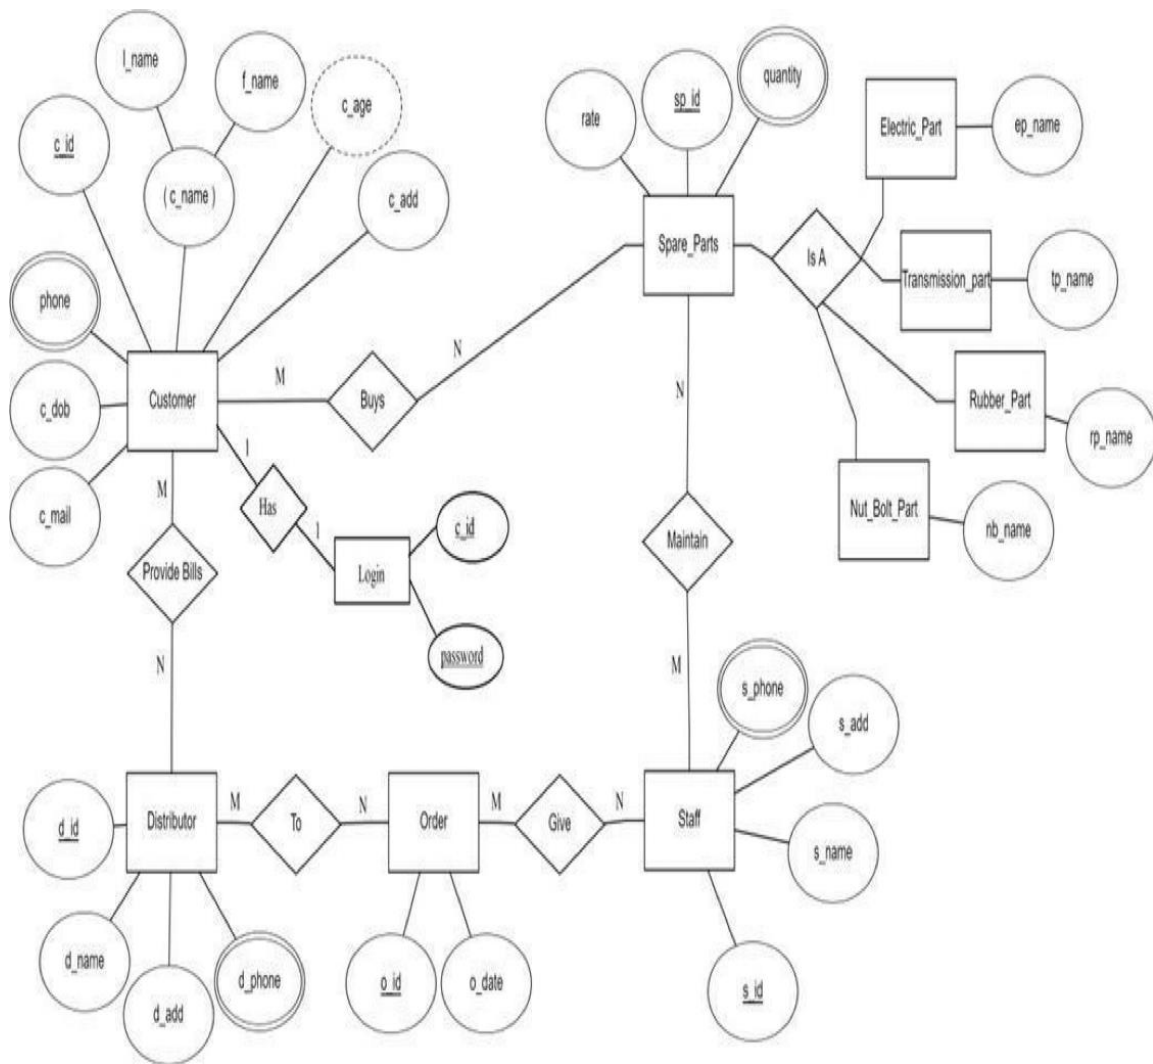 l_name
f_name
c_age
c_id
( c_name )
c_add
phone
c_dob
c_mail
Customer
M
Buys
N
rate
sp_id
quantity
Spare_Parts
Is A
Electric_Part
ep_name
Transmission_part
tp_name
Rubber_Part
rp_name
Nut_Bolt_Part
nb_name
1
Has
1
Login
c_id
password
M
Provide Bills
N
N
Maintain
M
Distributor
d_id
d_name
d_add
d_phone
M
To
N
Order
o_id
o_date
M
Give
N
Staff
s_phone
s_add
s_name
s_id